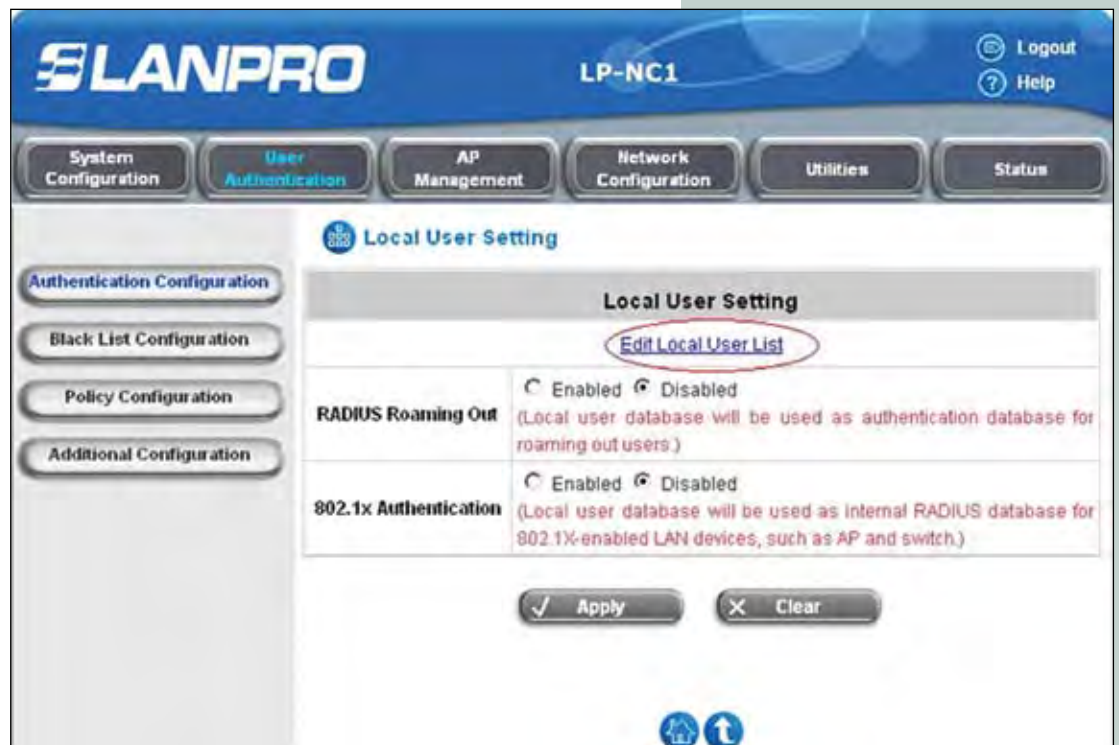 LANPRO
LP-NC1
Logout
Help
System Configuration
User Authentication
AP Management
Network Configuration
Utilities
Status
Local User Setting
Authentication Configuration
Black List Configuration
Policy Configuration
Additional Configuration
Local User Setting
Edit Local User List
RADIUS Roaming Out
Enabled Disabled
(Local user database will be used as authentication database for
roaming out users.)
802.1x Authentication
Enabled Disabled
(Local user database will be used as internal RADIUS database for
802.1X-enabled LAN devices, such as AP and switch.)
Apply
Clear